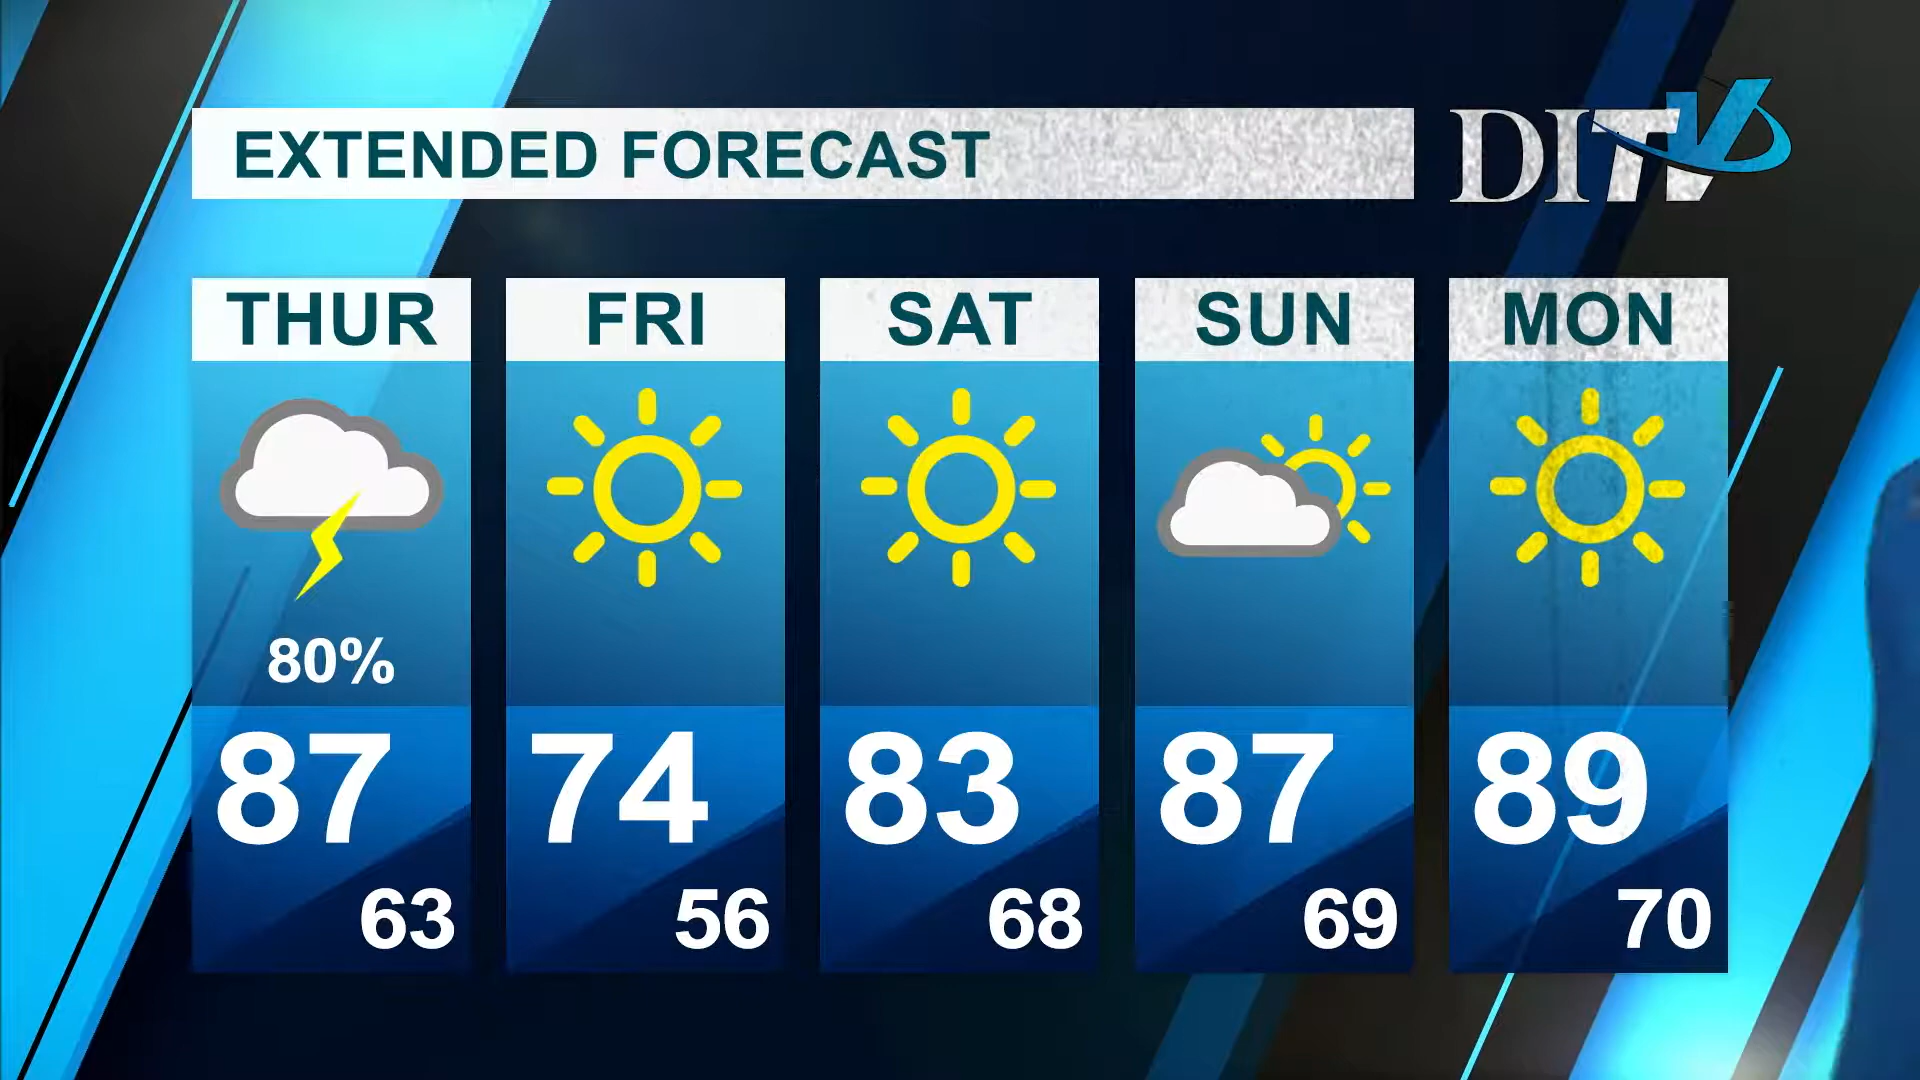 EXTENDED FORECAST
DITV
THUR
FRI
SAT
SUN
MON
80%
87
74
83
87
89
63
56
68
69
70